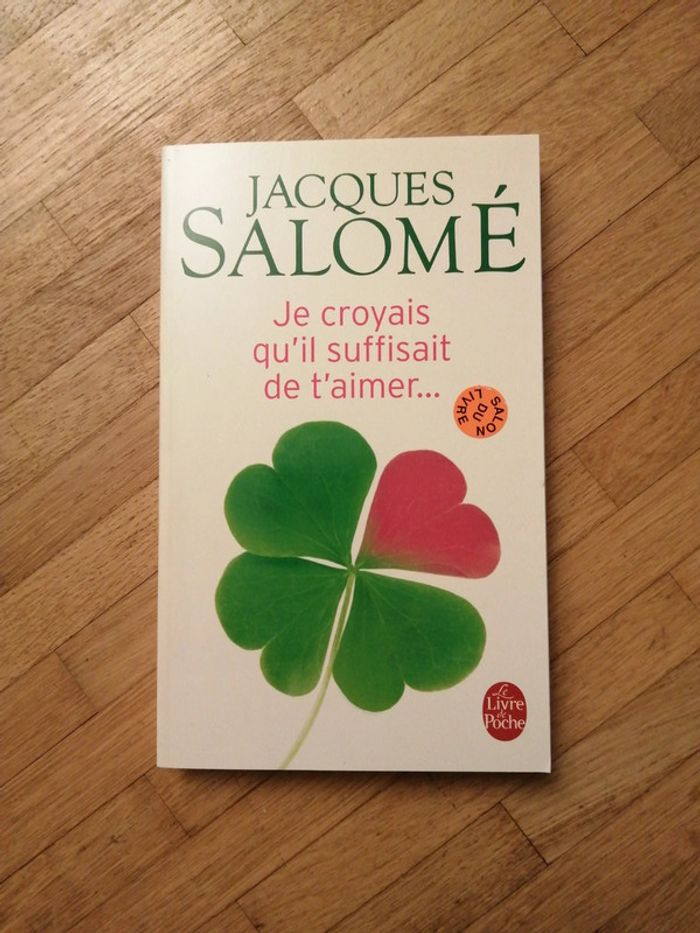 JACQUES
SALOMÉ
Je croyais
qu'il suffisait
de t'aimer...
SALON
DU
LIVRE
Le
Livre
de
Poche